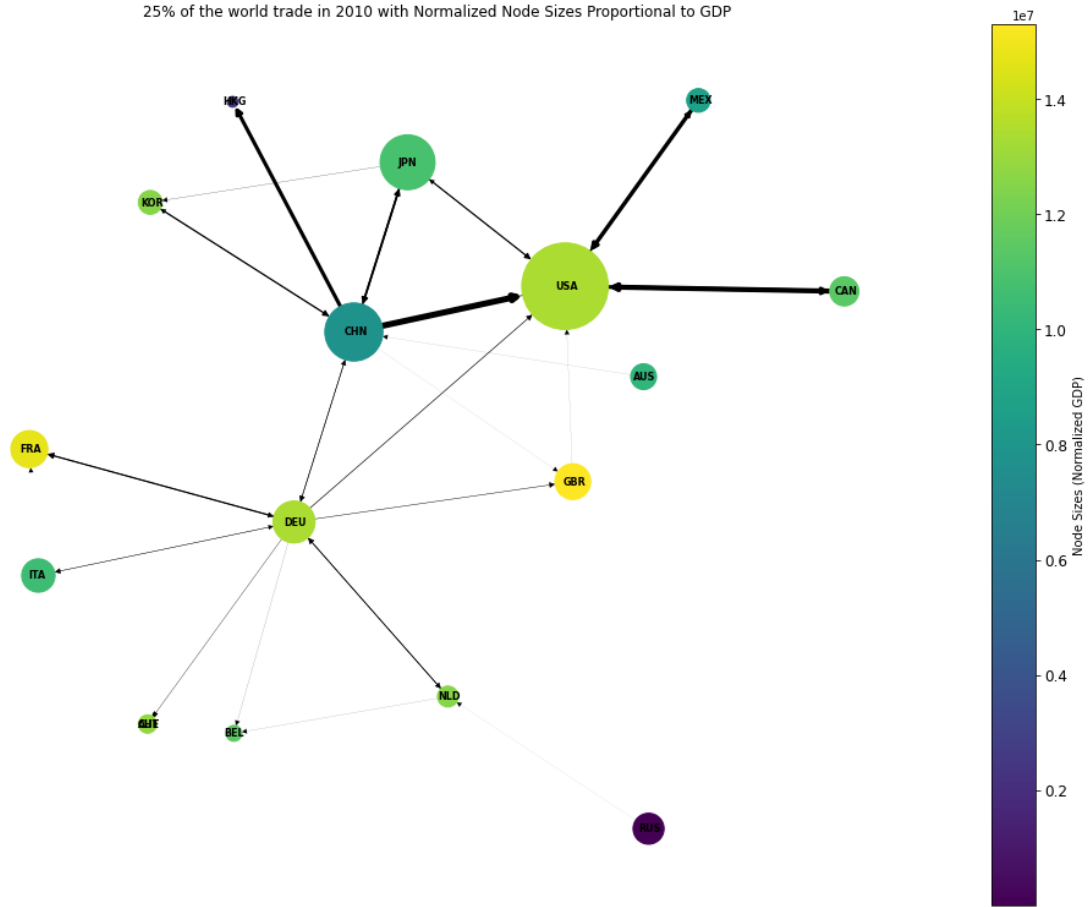 25% of the world trade in 2010 with Normalized Node Sizes Proportional to GDP
1e7
HKG
MEX
JPN
KOR
USA
CAN
CHN
AUS
FRA
GBR
DEU
ITA
NLD
BEL
RUS
1.4
1.2
1.0
0.8
0.6
0.4
0.2
Node Sizes (Normalized GDP)